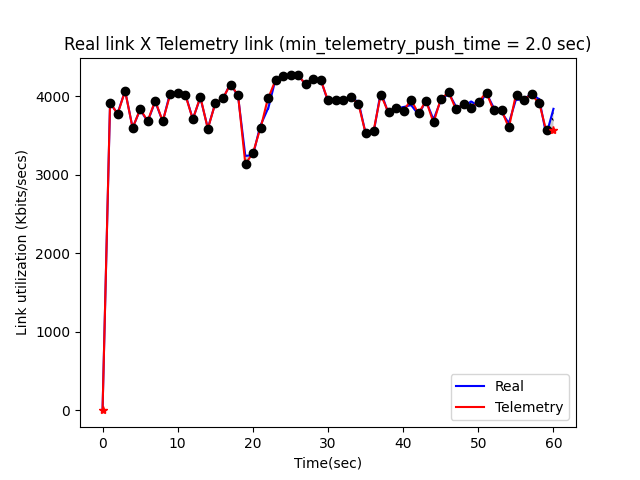 Real link X Telemetry link (min_telemetry_push_time = 2.0 sec)
Link utilization (Kbits/secs)
4000
3000
2000
1000
0
0 10 20 30 40 50 60
Time(sec)
Real
Telemetry